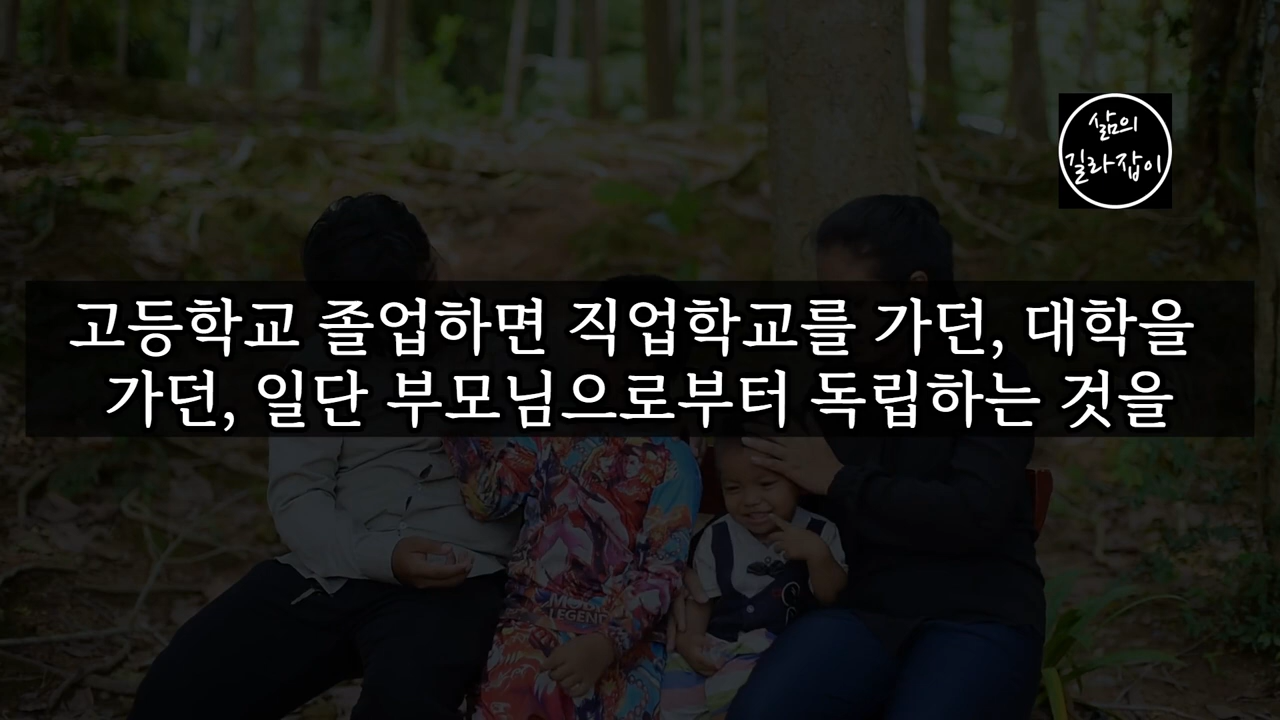 삶의
길라잡이
고등학교 졸업하면 직업학교를 가던, 대학을
가던, 일단 부모님으로부터 독립하는 것을
LEGEND